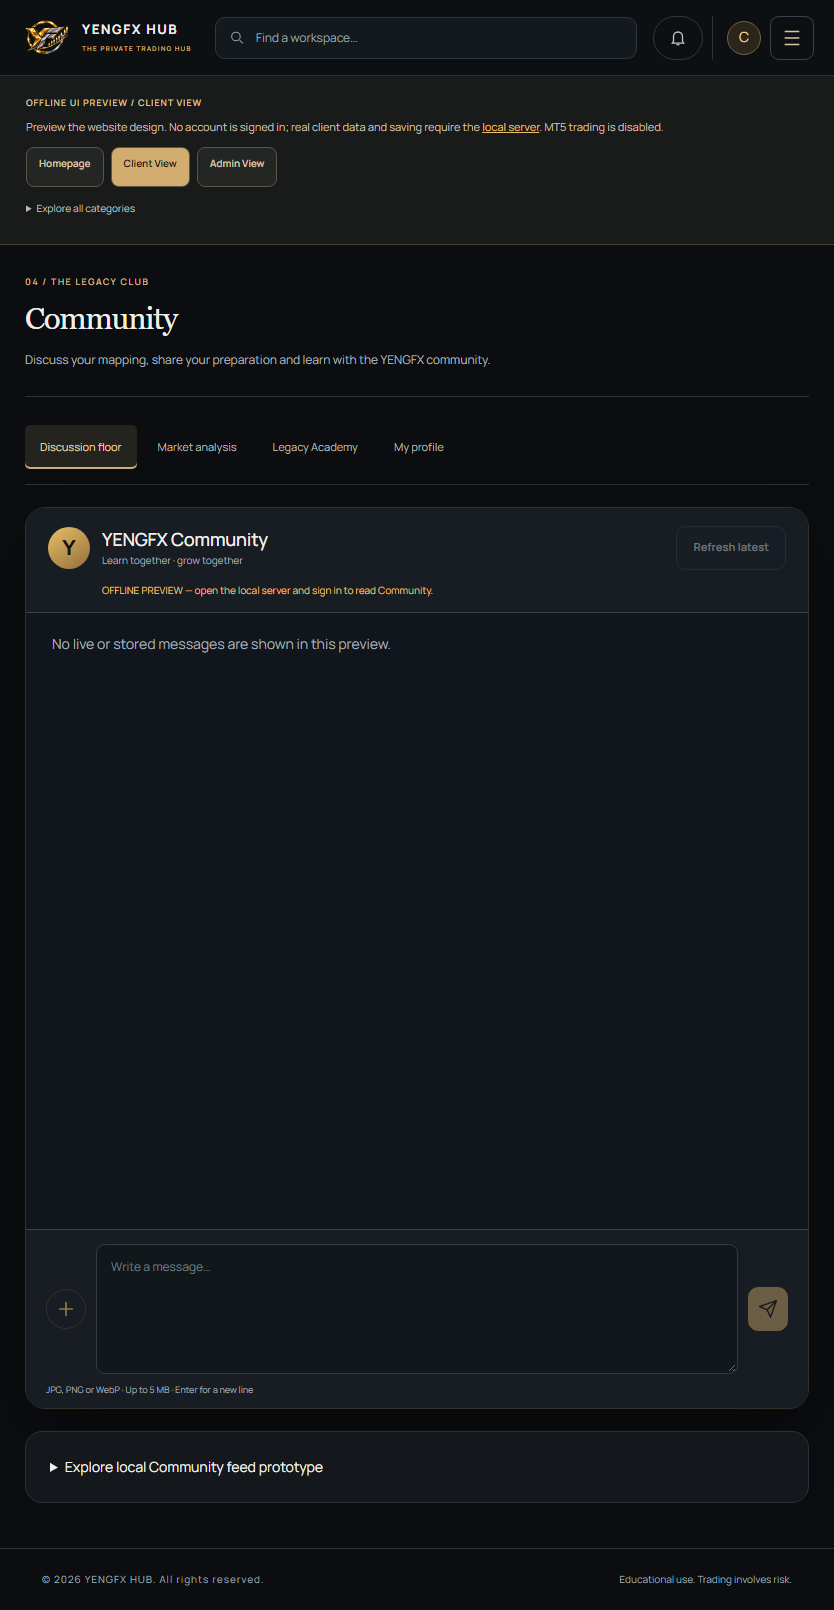 YENGFX HUB
THE PRIVATE TRADING HUB
Find a workspace...
C
OFFLINE UI PREVIEW / CLIENT VIEW
Preview the website design. No account is signed in; real client data and saving require the local server. MT5 trading is disabled.
Homepage
Client View
Admin View
Explore all categories
04 / THE LEGACY CLUB
Community
Discuss your mapping, share your preparation and learn with the YENGFX community.
Discussion floor
Market analysis
Legacy Academy
My profile
Y
YENGFX Community
Learn together · grow together
Refresh latest
OFFLINE PREVIEW — open the local server and sign in to read Community.
No live or stored messages are shown in this preview.
Write a message...
JPG, PNG or WebP · Up to 5 MB · Enter for a new line
Explore local Community feed prototype
© 2026 YENGFX HUB. All rights reserved.
Educational use. Trading involves risk.